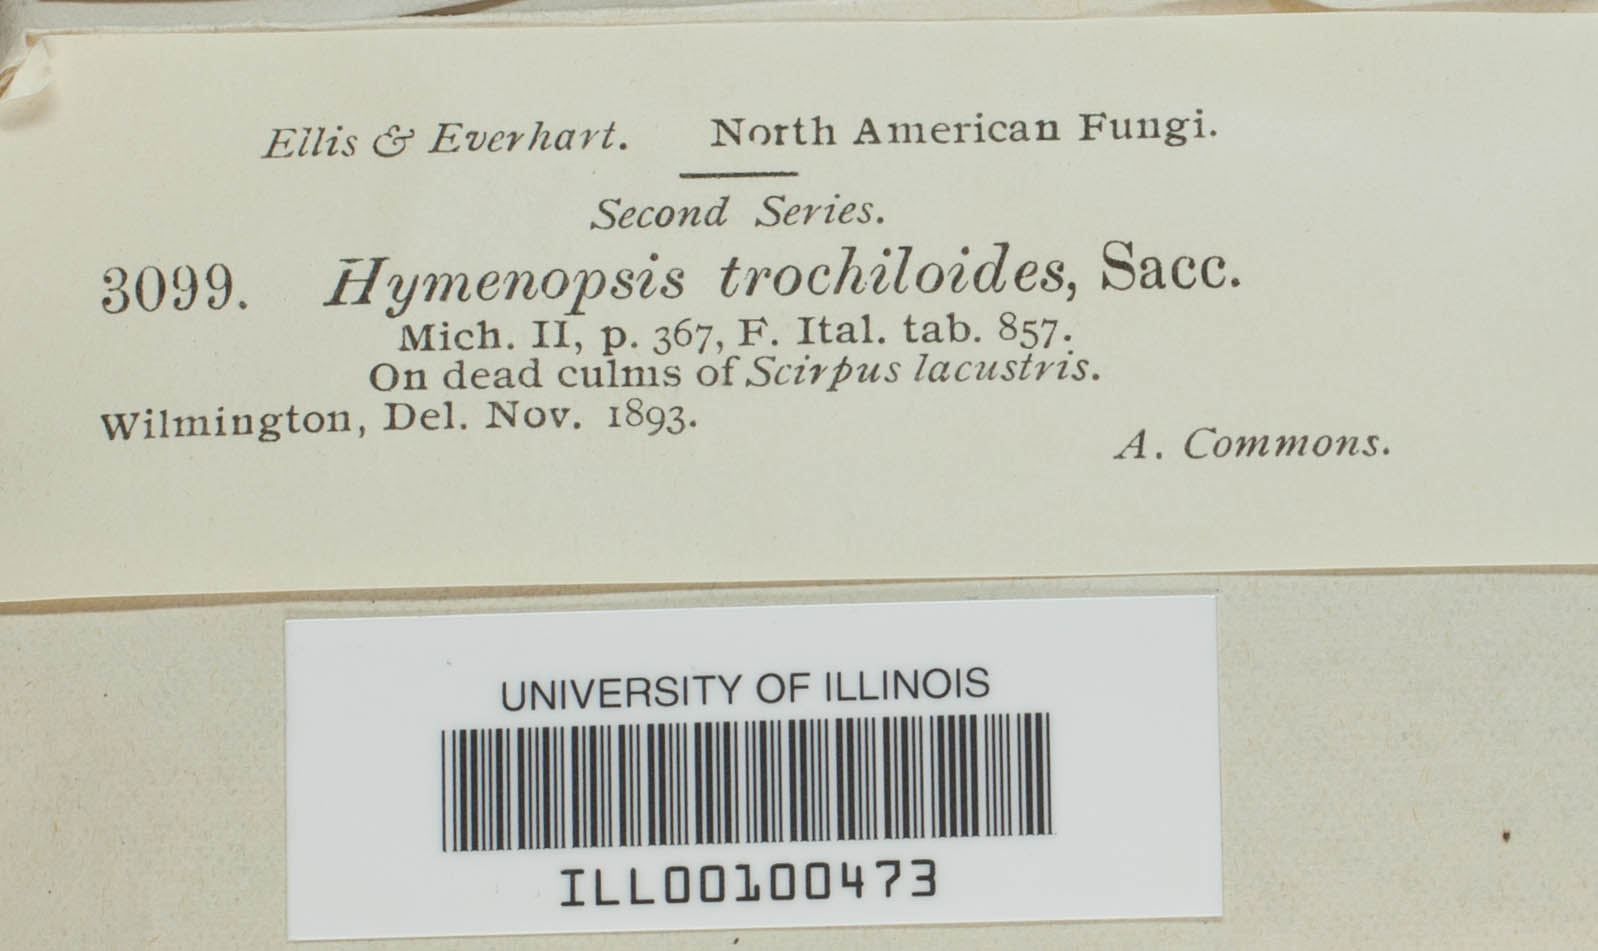 Ellis & Everhart. North American Fungi.
Second Series.
3099. Hymenopsis trochiloides, Sacc.
Mich. II, p. 367, F. Ital. tab. 857.
On dead culms of Scirpus lacustris.
Wilmington, Del. Nov. 1893.
A. Commons.
UNIVERSITY OF ILLINOIS
ILL00100473